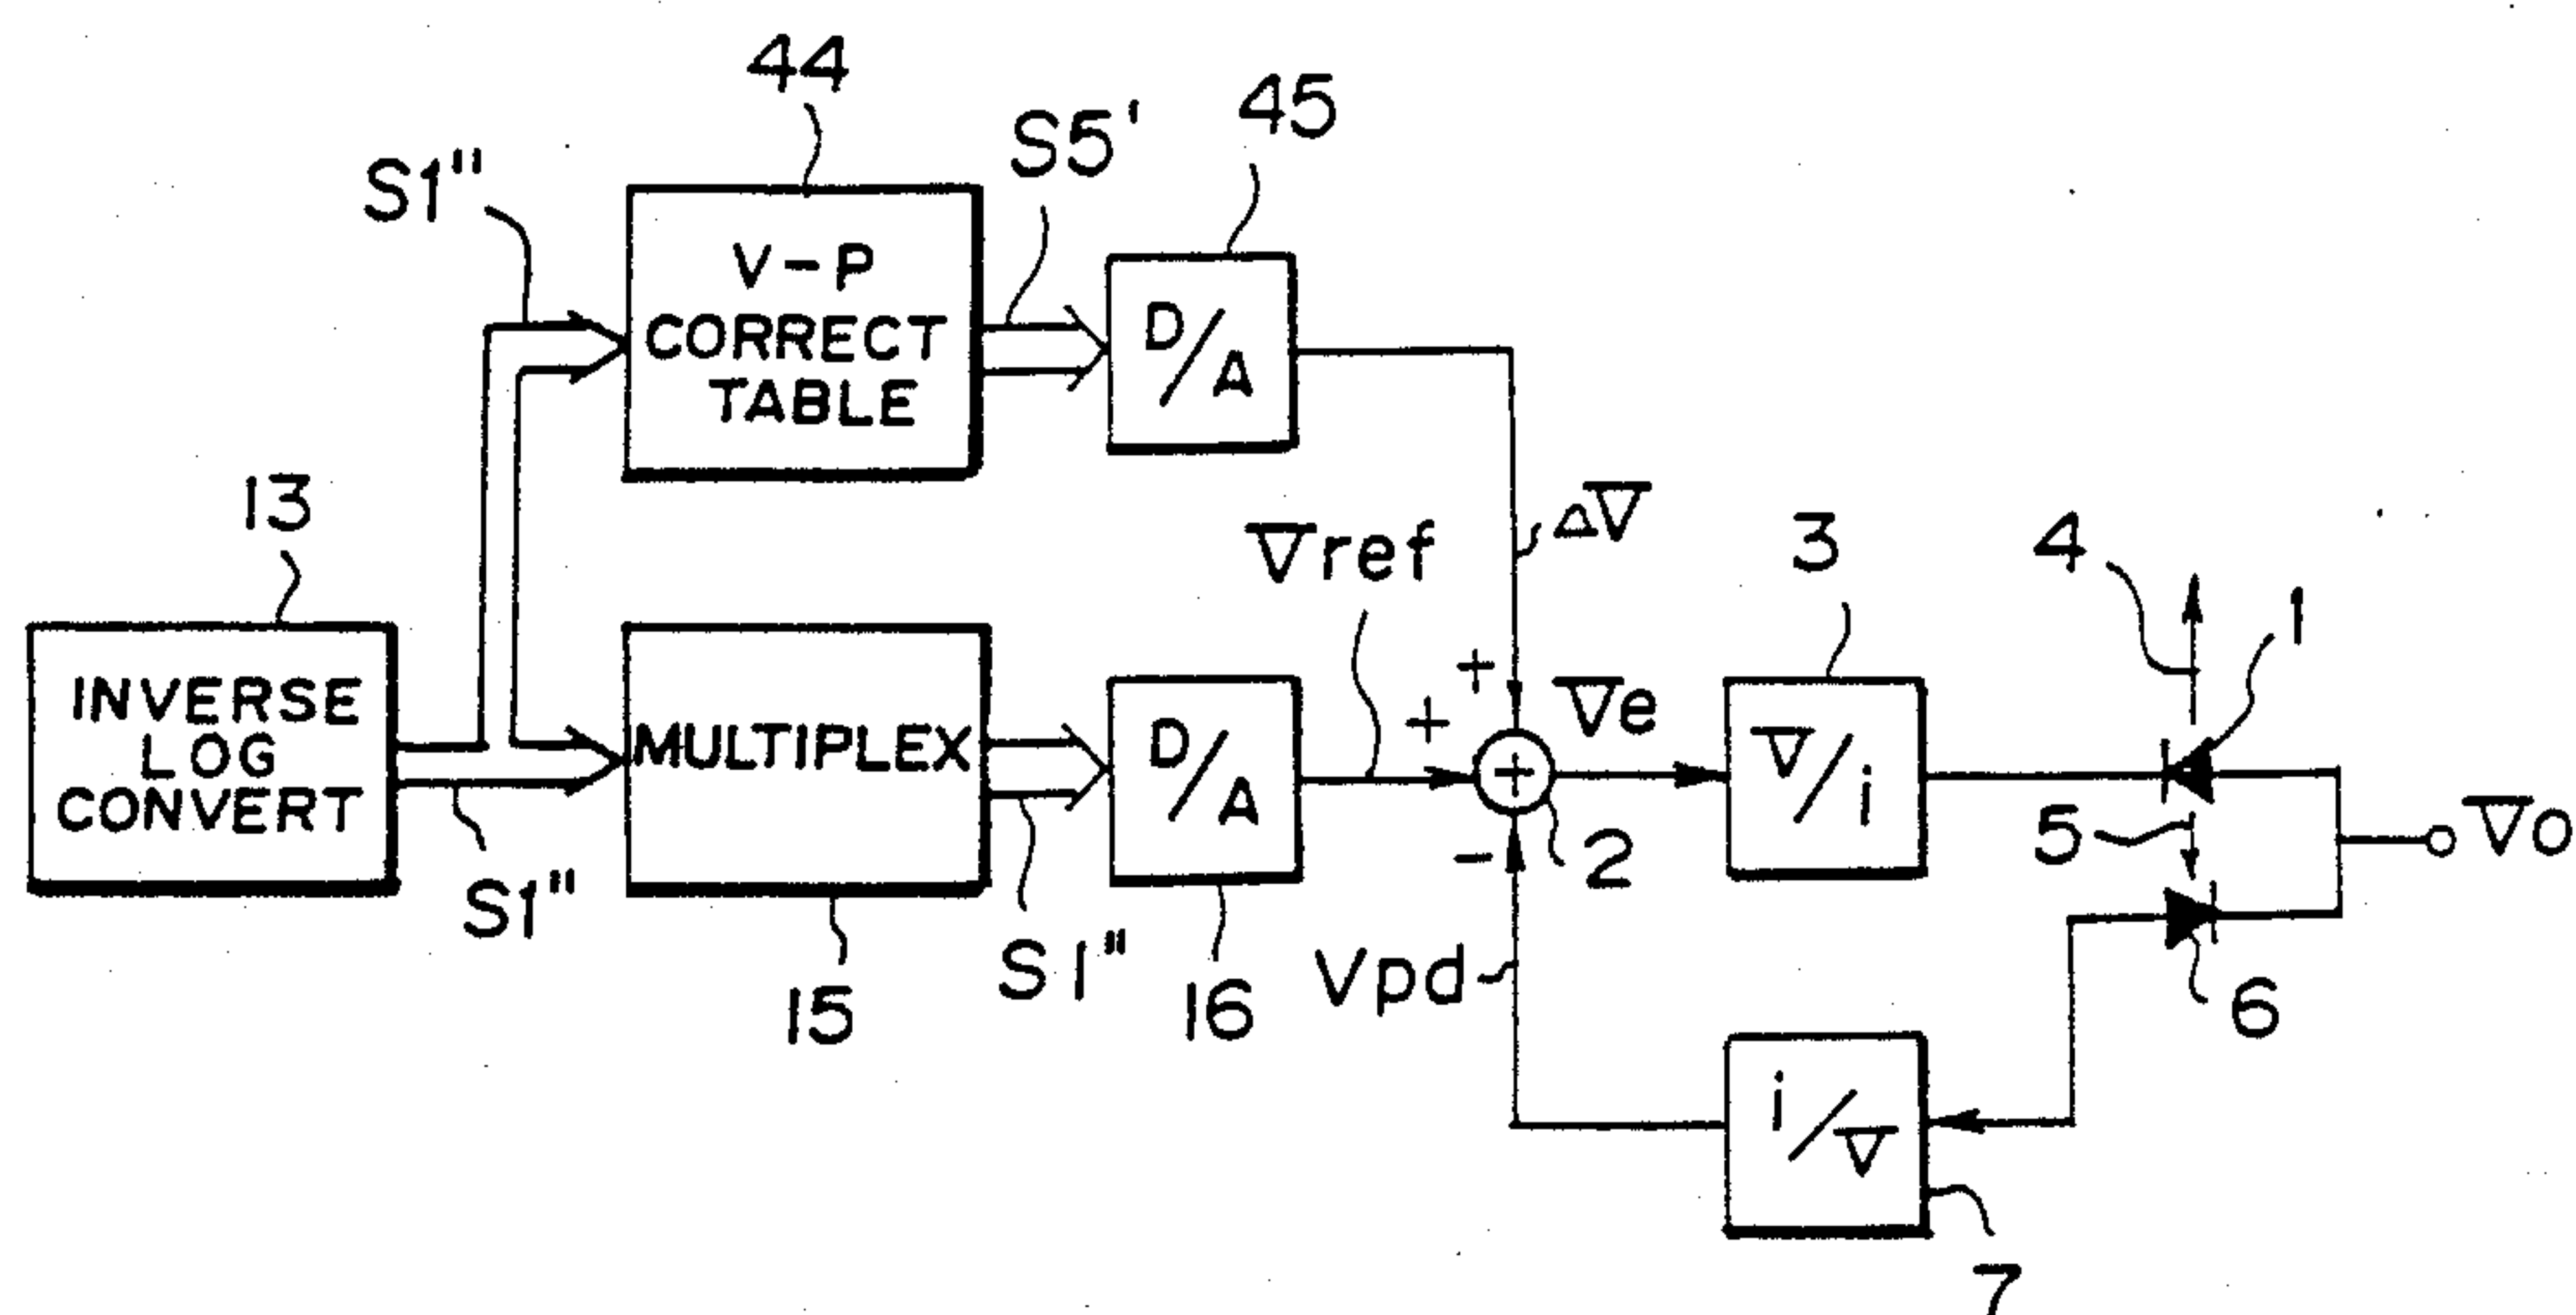 44
S1"
S5'
45
V-P
CORRECT
TABLE
D/A
13
ΔV
Vref
3
4
1
INVERSE
LOG
CONVERT
MULTIPLEX
D/A
+
+
+
Ve
V/i
5
Vo
-
2
S1"
S1"
15
16
Vpd
6
i/V
7